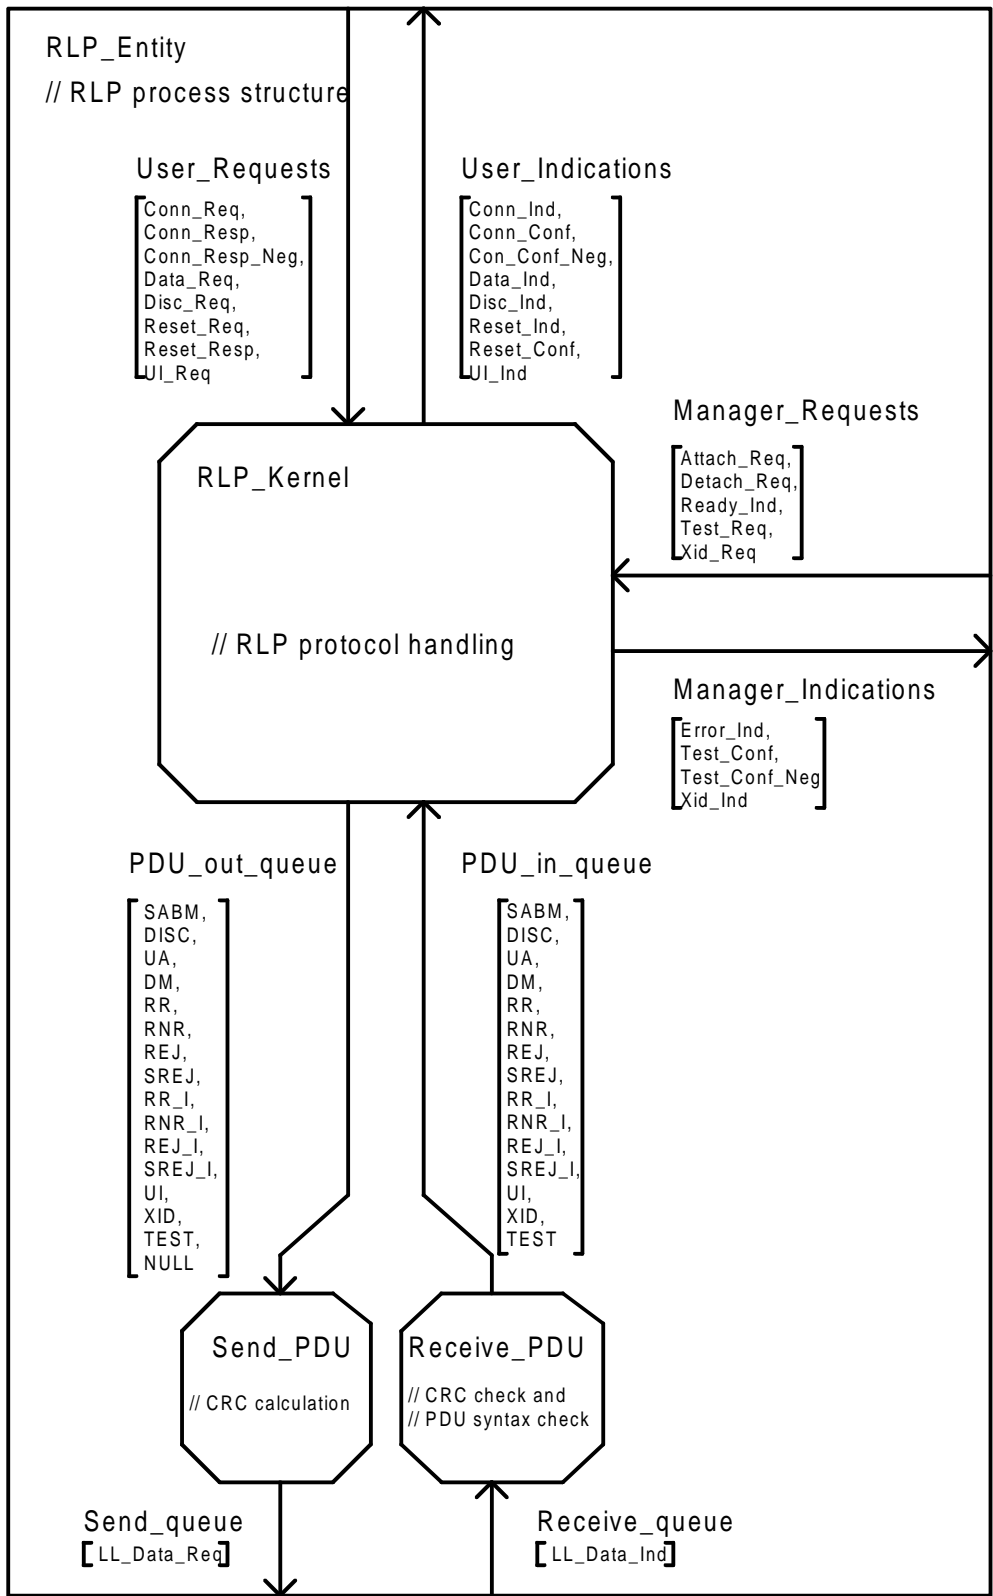 RLP_Entity
// RLP process structure
User_Requests
Conn_Req,
Conn_Resp,
Conn_Resp_Neg,
Data_Req,
Disc_Req,
Reset_Req,
Reset_Resp,
UI_Req
User_Indications
Conn_Ind,
Conn_Conf,
Con_Conf_Neg,
Data_Ind,
Disc_Ind,
Reset_Ind,
Reset_Conf,
UI_Ind
Manager_Requests
Attach_Req,
Detach_Req,
Ready_Ind,
Test_Req,
Xid_Req
RLP_Kernel
// RLP protocol handling
Manager_Indications
Error_Ind,
Test_Conf,
Test_Conf_Neg
Xid_Ind
PDU_out_queue
SABM,
DISC,
UA,
DM,
RR,
RNR,
REJ,
SREJ,
RR_I,
RNR_I,
REJ_I,
SREJ_I,
UI,
XID,
TEST,
NULL
PDU_in_queue
SABM,
DISC,
UA,
DM,
RR,
RNR,
REJ,
SREJ,
RR_I,
RNR_I,
REJ_I,
SREJ_I,
UI,
XID,
TEST
Send_PDU
// CRC calculation
Receive_PDU
// CRC check and
// PDU syntax check
Send_queue
[LL_Data_Req]
Receive_queue
[LL_Data_Ind]